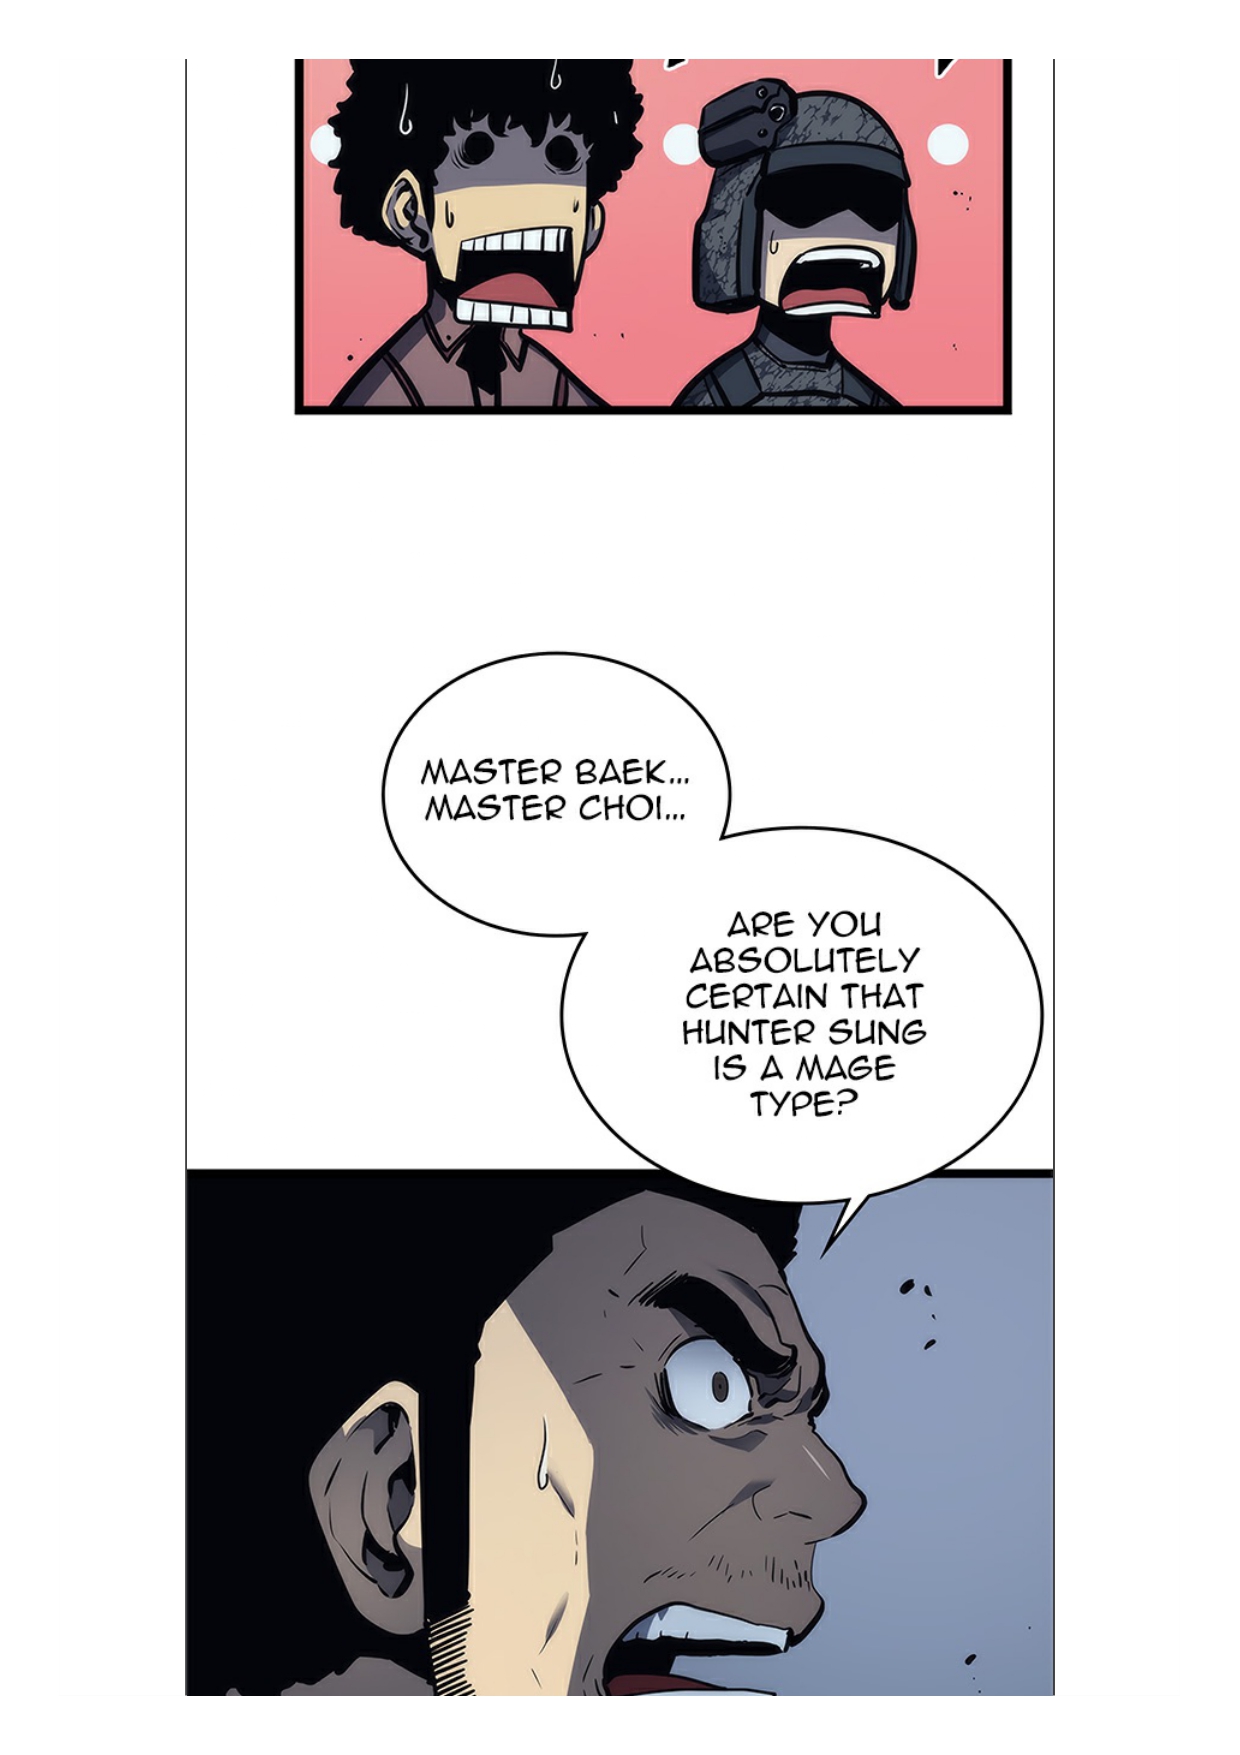 MASTER BAEK...
MASTER CHOI...
ARE YOU
ABSOLUTELY
CERTAIN THAT
HUNTER SUNG
IS A MAGE
TYPE?